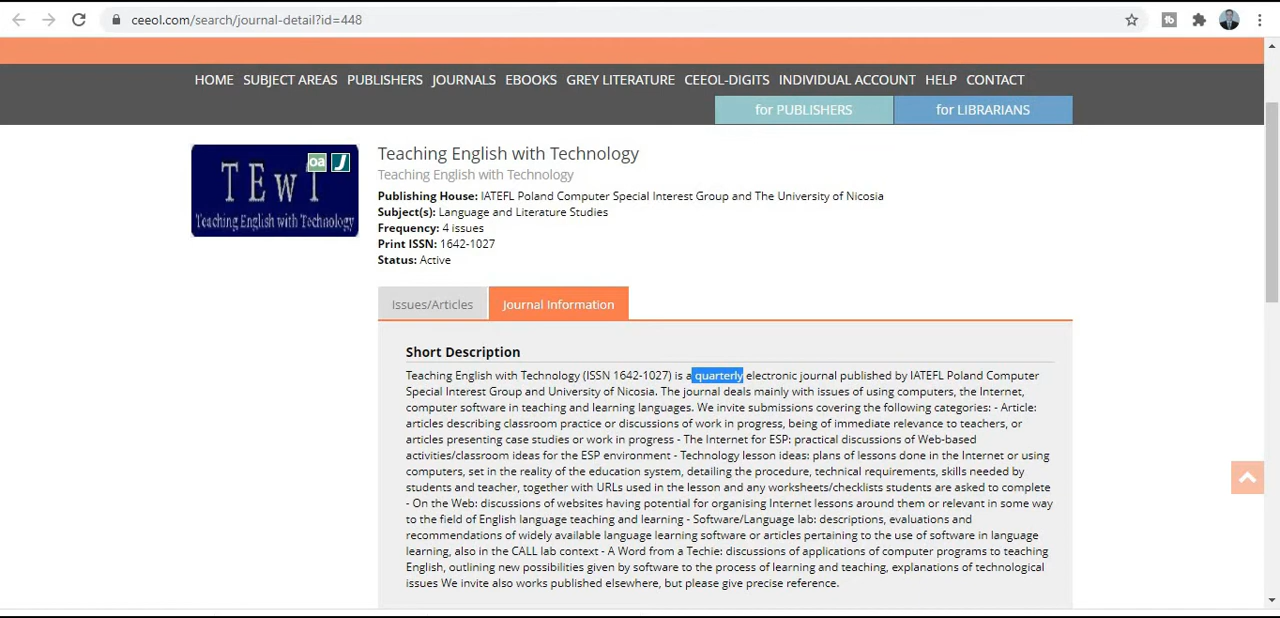 ceeol.com/search/journal-detail?id=448
HOME SUBJECT AREAS PUBLISHERS JOURNALS EBOOKS GREY LITERATURE CEEOL-DIGITS INDIVIDUAL ACCOUNT HELP CONTACT
for PUBLISHERS for LIBRARIANS
TEwT
oa J
Teaching English with Technology
Teaching English with Technology
Teaching English with Technology
Publishing House: IATEFL Poland Computer Special Interest Group and The University of Nicosia
Subject(s): Language and Literature Studies
Frequency: 4 issues
Print ISSN: 1642-1027
Status: Active
Issues/Articles Journal Information
Short Description
Teaching English with Technology (ISSN 1642-1027) is a quarterly electronic journal published by IATEFL Poland Computer
Special Interest Group and University of Nicosia. The journal deals mainly with issues of using computers, the Internet,
computer software in teaching and learning languages. We invite submissions covering the following categories: - Article:
articles describing classroom practice or discussions of work in progress, being of immediate relevance to teachers, or
articles presenting case studies or work in progress - The Internet for ESP: practical discussions of Web-based
activities/classroom ideas for the ESP environment - Technology lesson ideas: plans of lessons done in the Internet or using
computers, set in the reality of the education system, detailing the procedure, technical requirements, skills needed by
students and teacher, together with URLs used in the lesson and any worksheets/checklists students are asked to complete
- On the Web: discussions of websites having potential for organising Internet lessons around them or relevant in some way
to the field of English language teaching and learning - Software/Language lab: descriptions, evaluations and
recommendations of widely available language learning software or articles pertaining to the use of software in language
learning, also in the CALL lab context - A Word from a Techie: discussions of applications of computer programs to teaching
English, outlining new possibilities given by software to the process of learning and teaching, explanations of technological
issues We invite also works published elsewhere, but please give precise reference.